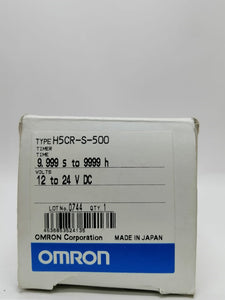 TYPE H5CR-S-500
TIMER
TIME
9.999 s to 9999 h
VOLTS
12 to 24 V DC
LOT No. 0744 QTY. 1
4536853524135
OMRON Corporation MADE IN JAPAN
OMRON